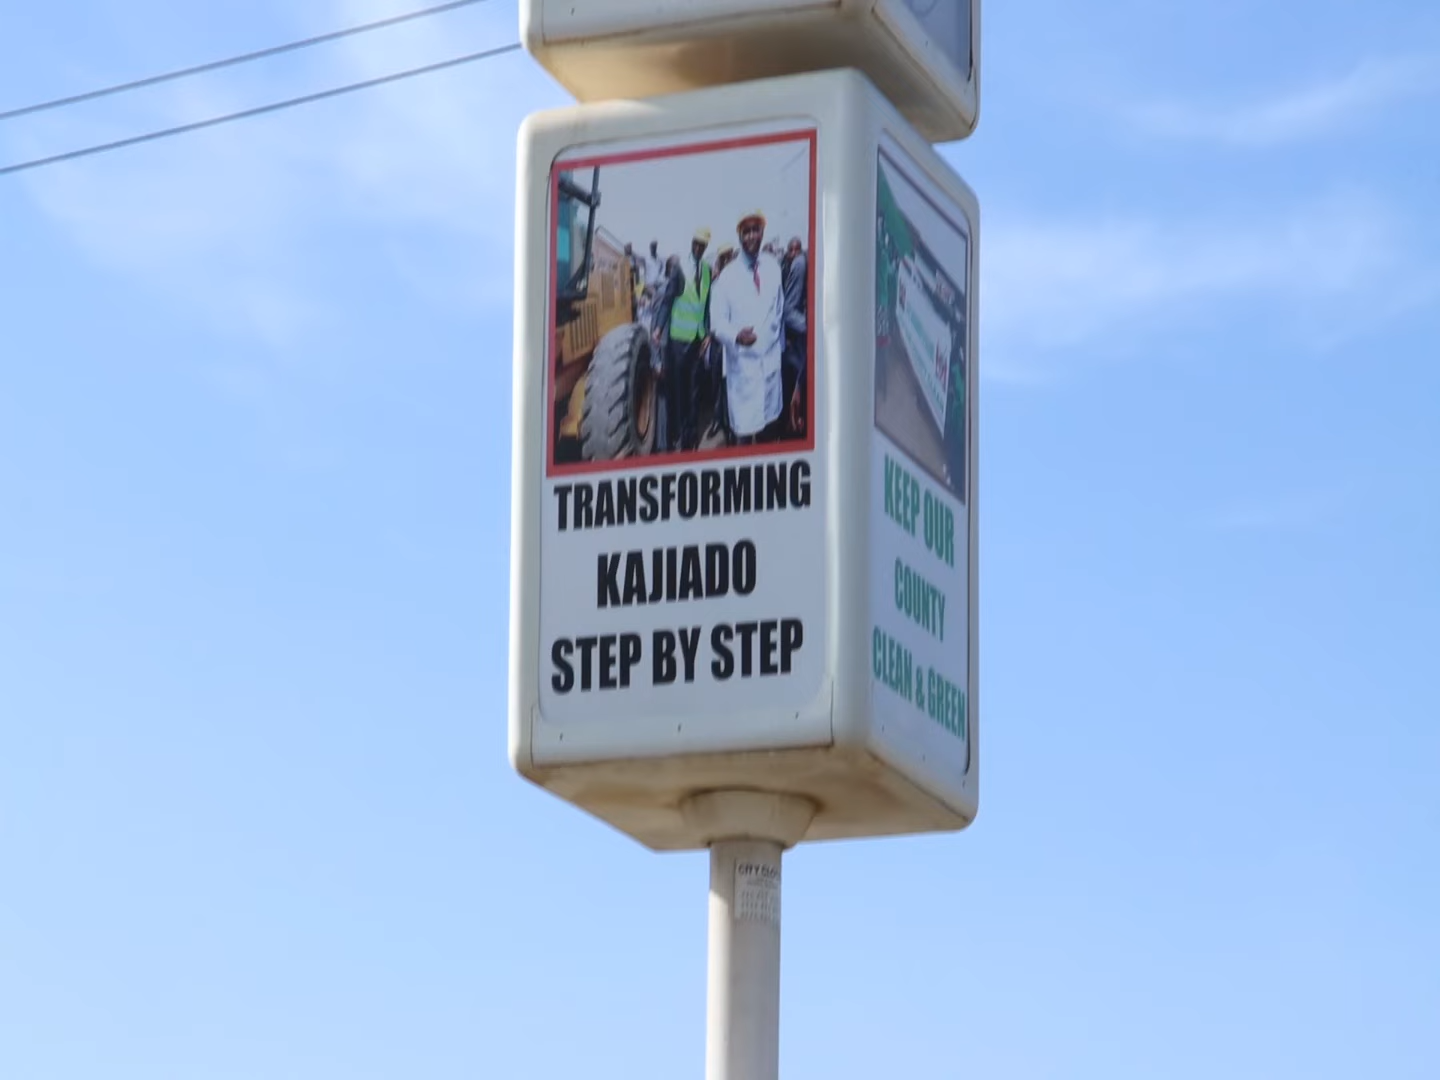 TRANSFORMING
KAJIADO
STEP BY STEP
KEEP OUR
COUNTY
CLEAN & GREEN